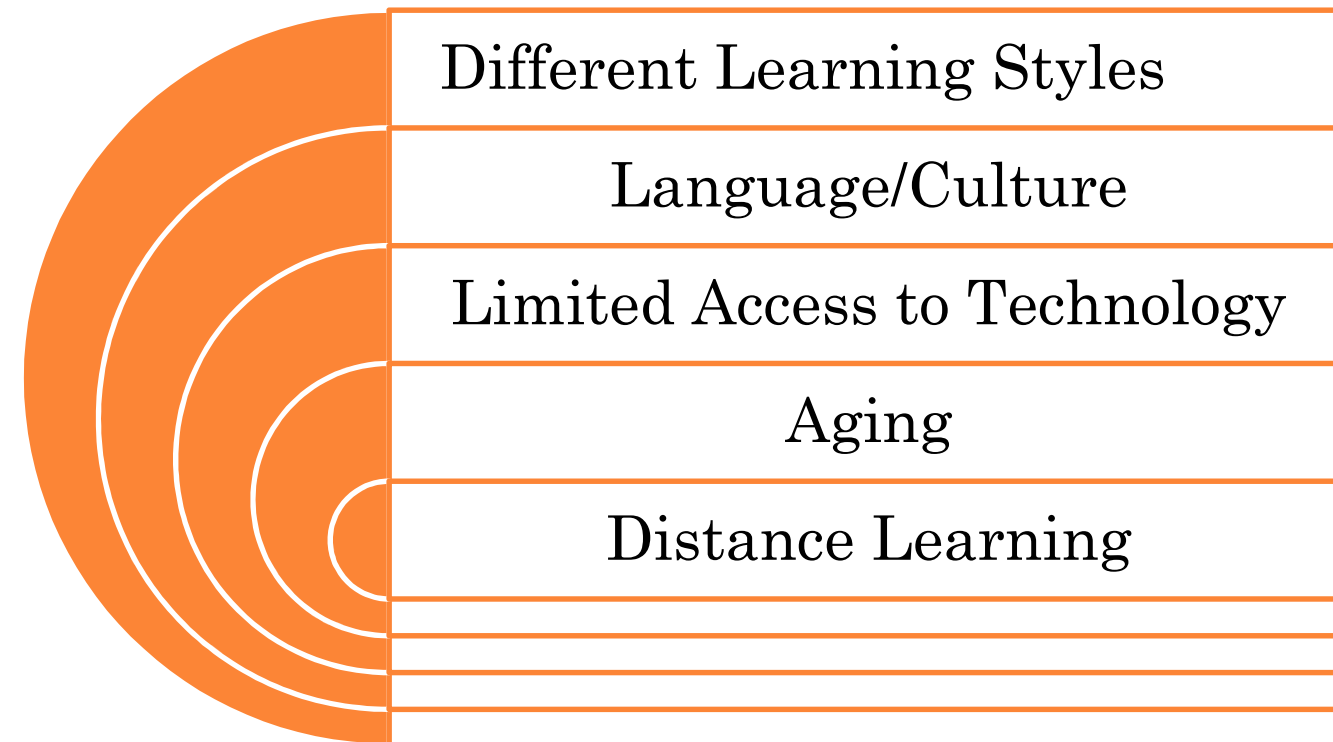 Different Learning Styles
Language/Culture
Limited Access to Technology
Aging
Distance Learning